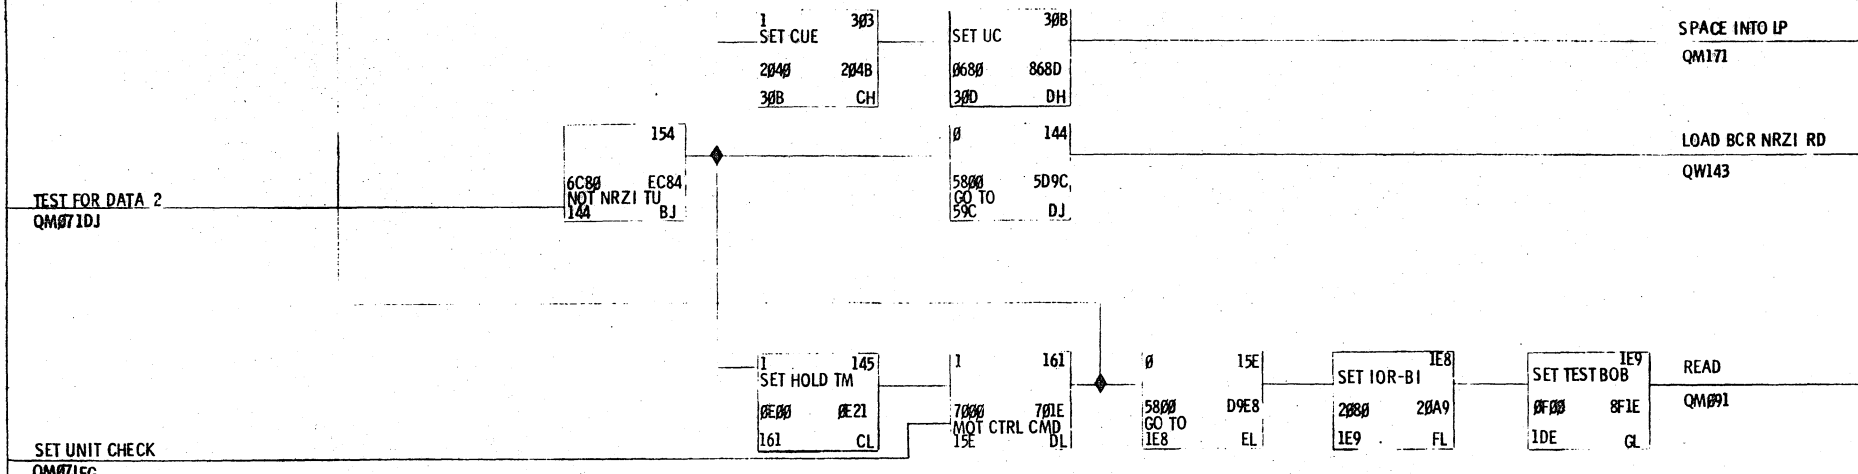 1 303
SET CUE
2040 204B
30B CH
30B
SET UC
0680 868D
30D DH
SPACE INTO LP
QM171
154
6C80 EC84
NOT NRZI TU
144 BJ
0 144
5800 5D9C
GO TO
59C DJ
LOAD BCR NRZI RD
QW143
TEST FOR DATA 2
QM071DJ
1 145
SET HOLD TM
0E00 0E21
161 CL
1 161
7000 701E
MOT CTRL CMD
15E DL
0 15E
5800 D9E8
GO TO
1E8 EL
1E8
SET IOR-BI
2080 20A9
1E9 FL
1E9
SET TEST BOB
0F00 8F1E
1DE GL
READ
QM091
SET UNIT CHECK